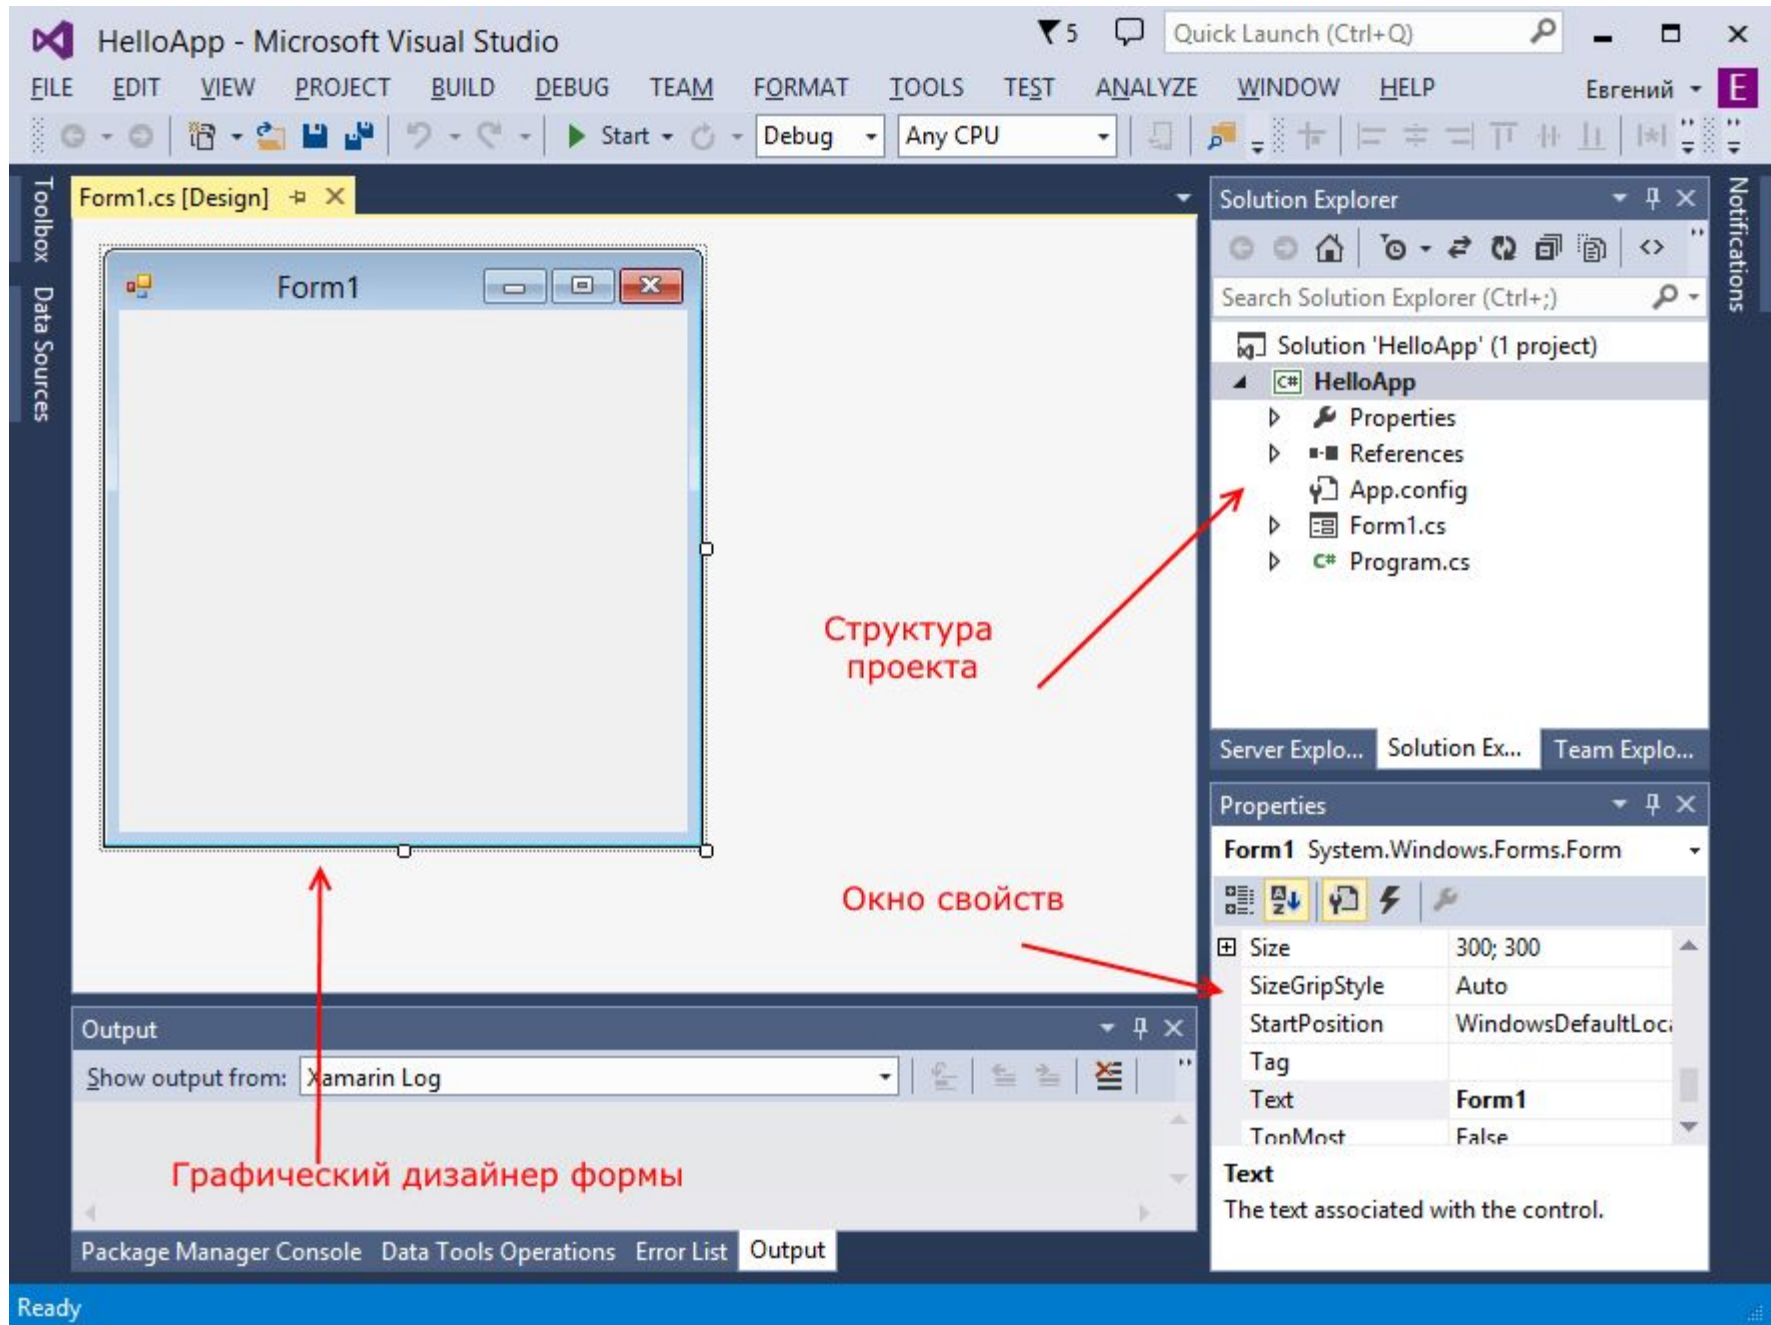 HelloApp - Microsoft Visual Studio
5
Quick Launch (Ctrl+Q)
FILE EDIT VIEW PROJECT BUILD DEBUG TEAM FORMAT TOOLS TEST ANALYZE WINDOW HELP Евгений E
Start Debug Any CPU
Toolbox
Data Sources
Form1.cs [Design]
Form1
Структура
проекта
Окно свойств
Solution Explorer
Search Solution Explorer (Ctrl+;)
Solution 'HelloApp' (1 project)
C# HelloApp
Properties
References
App.config
Form1.cs
C# Program.cs
Server Explo... Solution Ex... Team Explo...
Notifications
Properties
Form1 System.Windows.Forms.Form
Size 300; 300
SizeGripStyle Auto
StartPosition WindowsDefaultLoca
Tag
Text Form1
TopMost False
Text
The text associated with the control.
Output
Show output from: Xamarin Log
Графический дизайнер формы
Package Manager Console Data Tools Operations Error List Output
Ready